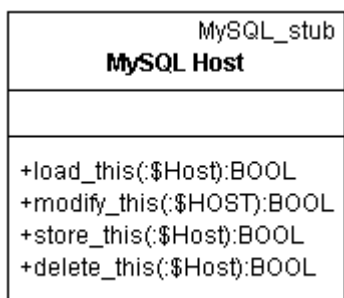 MySQL_stub
MySQL Host
+load_this(:$Host):BOOL
+modify_this(:$HOST):BOOL
+store_this(:$Host):BOOL
+delete_this(:$Host):BOOL